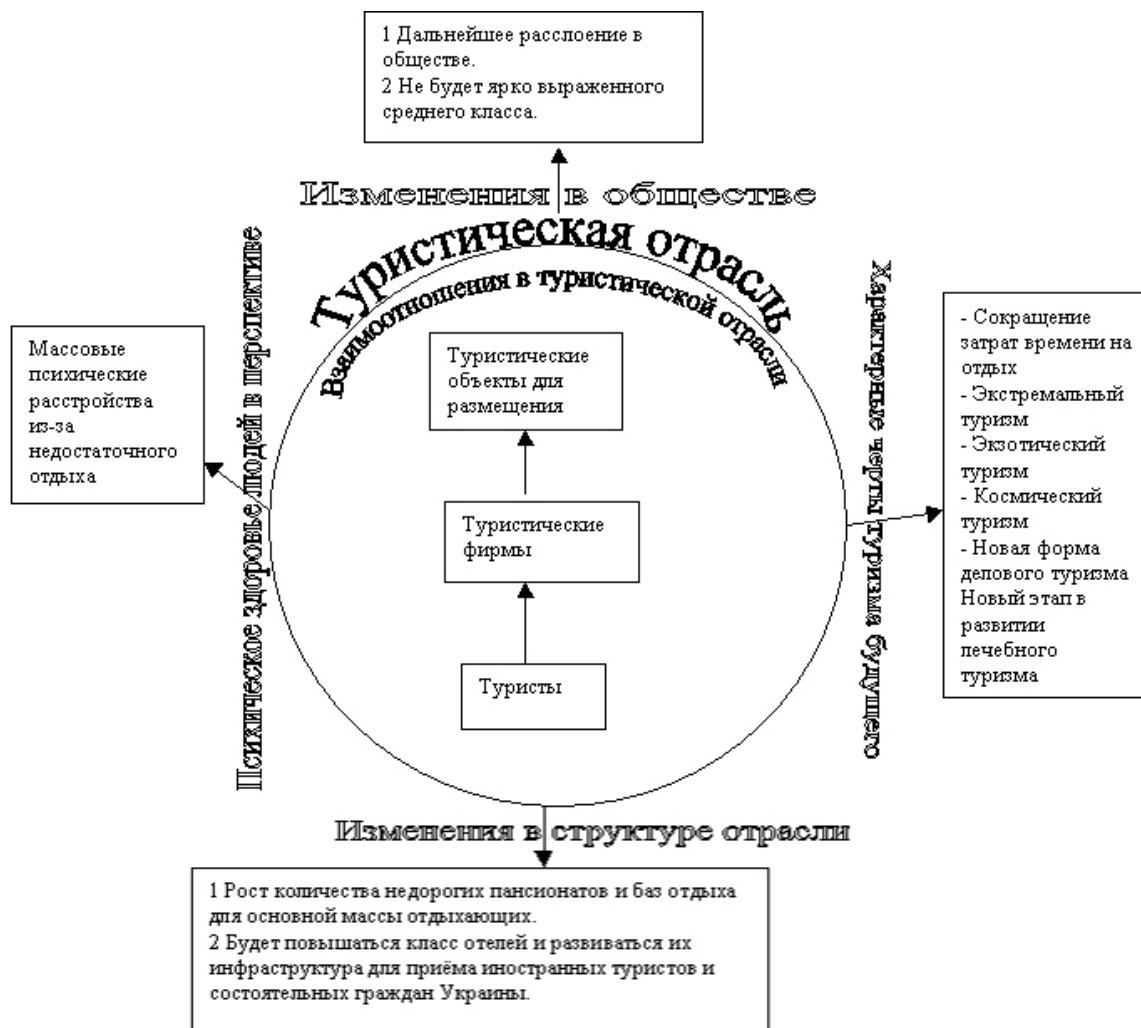 1 Дальнейшее расслоение в
обществе.
2 Не будет ярко выраженного
среднего класса.
Изменения в обществе
Туристическая отрасль
Взаимоотношения в туристической отрасли
Психическое здоровье людей в перспективе
Массовые
психические
расстройства
из-за
недостаточного
отдыха
Туристические
объекты для
размещения
Туристические
фирмы
Туристы
Характерные черты туризма будущего
- Сокращение
затрат времени на
отдых
- Экстремальный
туризм
- Экзотический
туризм
- Космический
туризм
- Новая форма
делового туризма
Новый этап в
развитии
лечебного
туризма
Изменения в структуре отрасли
1 Рост количества недорогих пансионатов и баз отдыха
для основной массы отдыхающих.
2 Будет повышаться класс отелей и развиваться их
инфраструктура для приёма иностранных туристов и
состоятельных граждан Украины.